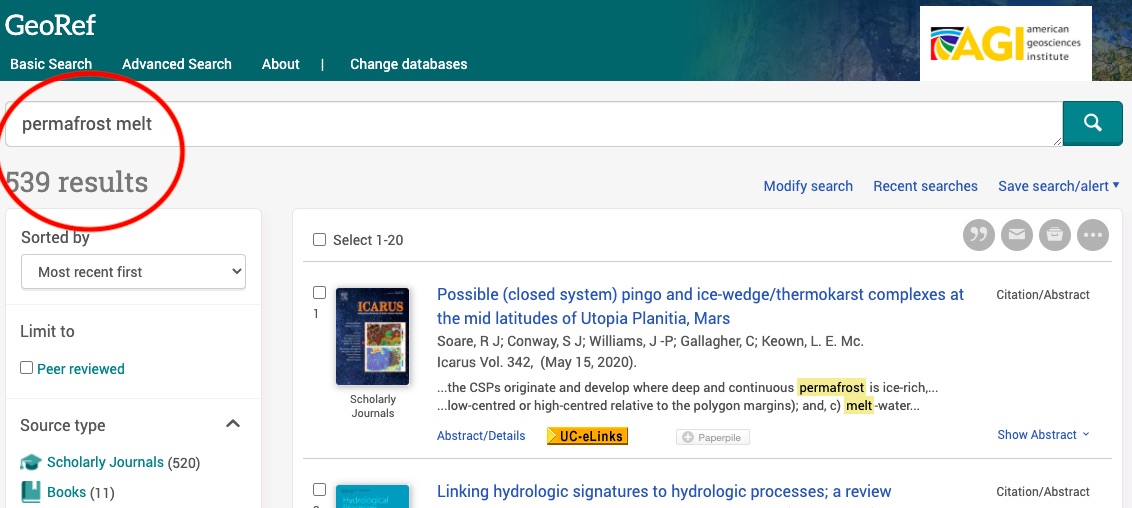 GeoRef
AGI american
geosciences
institute
Basic Search Advanced Search About | Change databases
permafrost melt
539 results
Modify search Recent searches Save search/alert
Sorted by
Most recent first
Limit to
Peer reviewed
Source type
Scholarly Journals (520)
Books (11)
Select 1-20
1
ICARUS
Scholarly
Journals
Possible (closed system) pingo and ice-wedge/thermokarst complexes at
the mid latitudes of Utopia Planitia, Mars
Citation/Abstract
Soare, R J; Conway, S J; Williams, J -P; Gallagher, C; Keown, L. E. Mc.
Icarus Vol. 342, (May 15, 2020).
...the CSPs originate and develop where deep and continuous permafrost is ice-rich,...
...low-centred or high-centred relative to the polygon margins); and, c) melt-water...
Abstract/Details UC-eLinks Paperpile Show Abstract
Hydrological
Linking hydrologic signatures to hydrologic processes; a review
Citation/Abstract